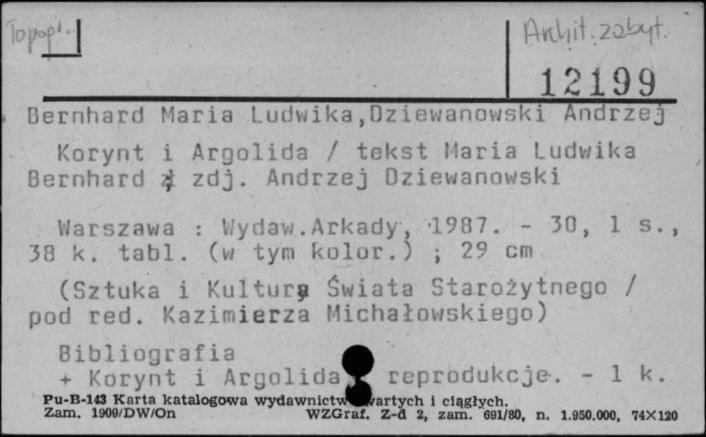 Topogr.
Archit. zabyt.
12199
Bernhard Maria Ludwika,Dziewanowski Andrzej
Korynt i Argolida / tekst Maria Ludwika
Bernhard ; zdj. Andrzej Dziewanowski
Warszawa : Wydaw.Arkady, 1987. - 30, 1 s.,
38 k. tabl. (w tym kolor.) ; 29 cm
(Sztuka i Kultura Świata Starożytnego /
pod red. Kazimierza Michałowskiego)
Bibliografia
+ Korynt i Argolida reprodukcje. - 1 k.
Pu-B-143 Karta katalogowa wydawnictw zwartych i ciągłych.
Zam. 1909/DW/On WZGraf. Z-d 2, zam. 691/80, n. 1.950.000, 74×120